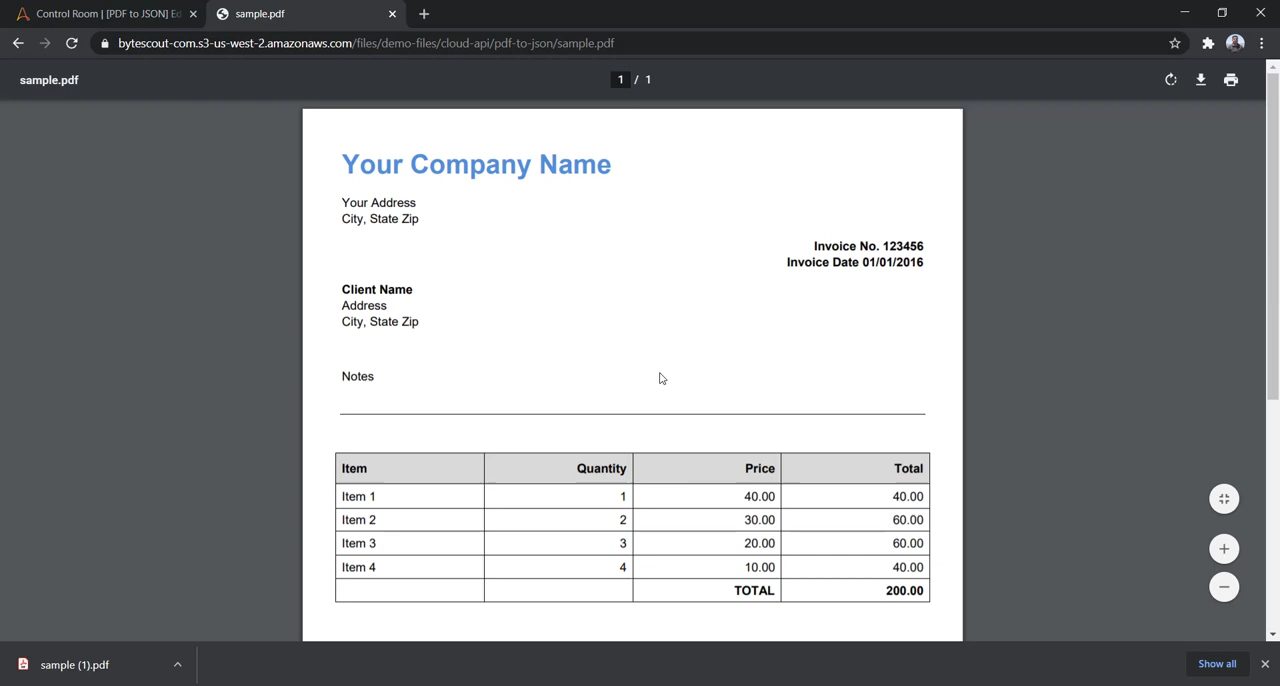 Control Room | [PDF to JSON] Ed
sample.pdf
bytescout-com.s3-us-west-2.amazonaws.com/files/demo-files/cloud-api/pdf-to-json/sample.pdf
sample.pdf
1 / 1
Your Company Name
Your Address
City, State Zip
Invoice No. 123456
Invoice Date 01/01/2016
Client Name
Address
City, State Zip
Notes
Item Quantity Price Total
Item 1 1 40.00 40.00
Item 2 2 30.00 60.00
Item 3 3 20.00 60.00
Item 4 4 10.00 40.00
TOTAL 200.00
sample (1).pdf
Show all